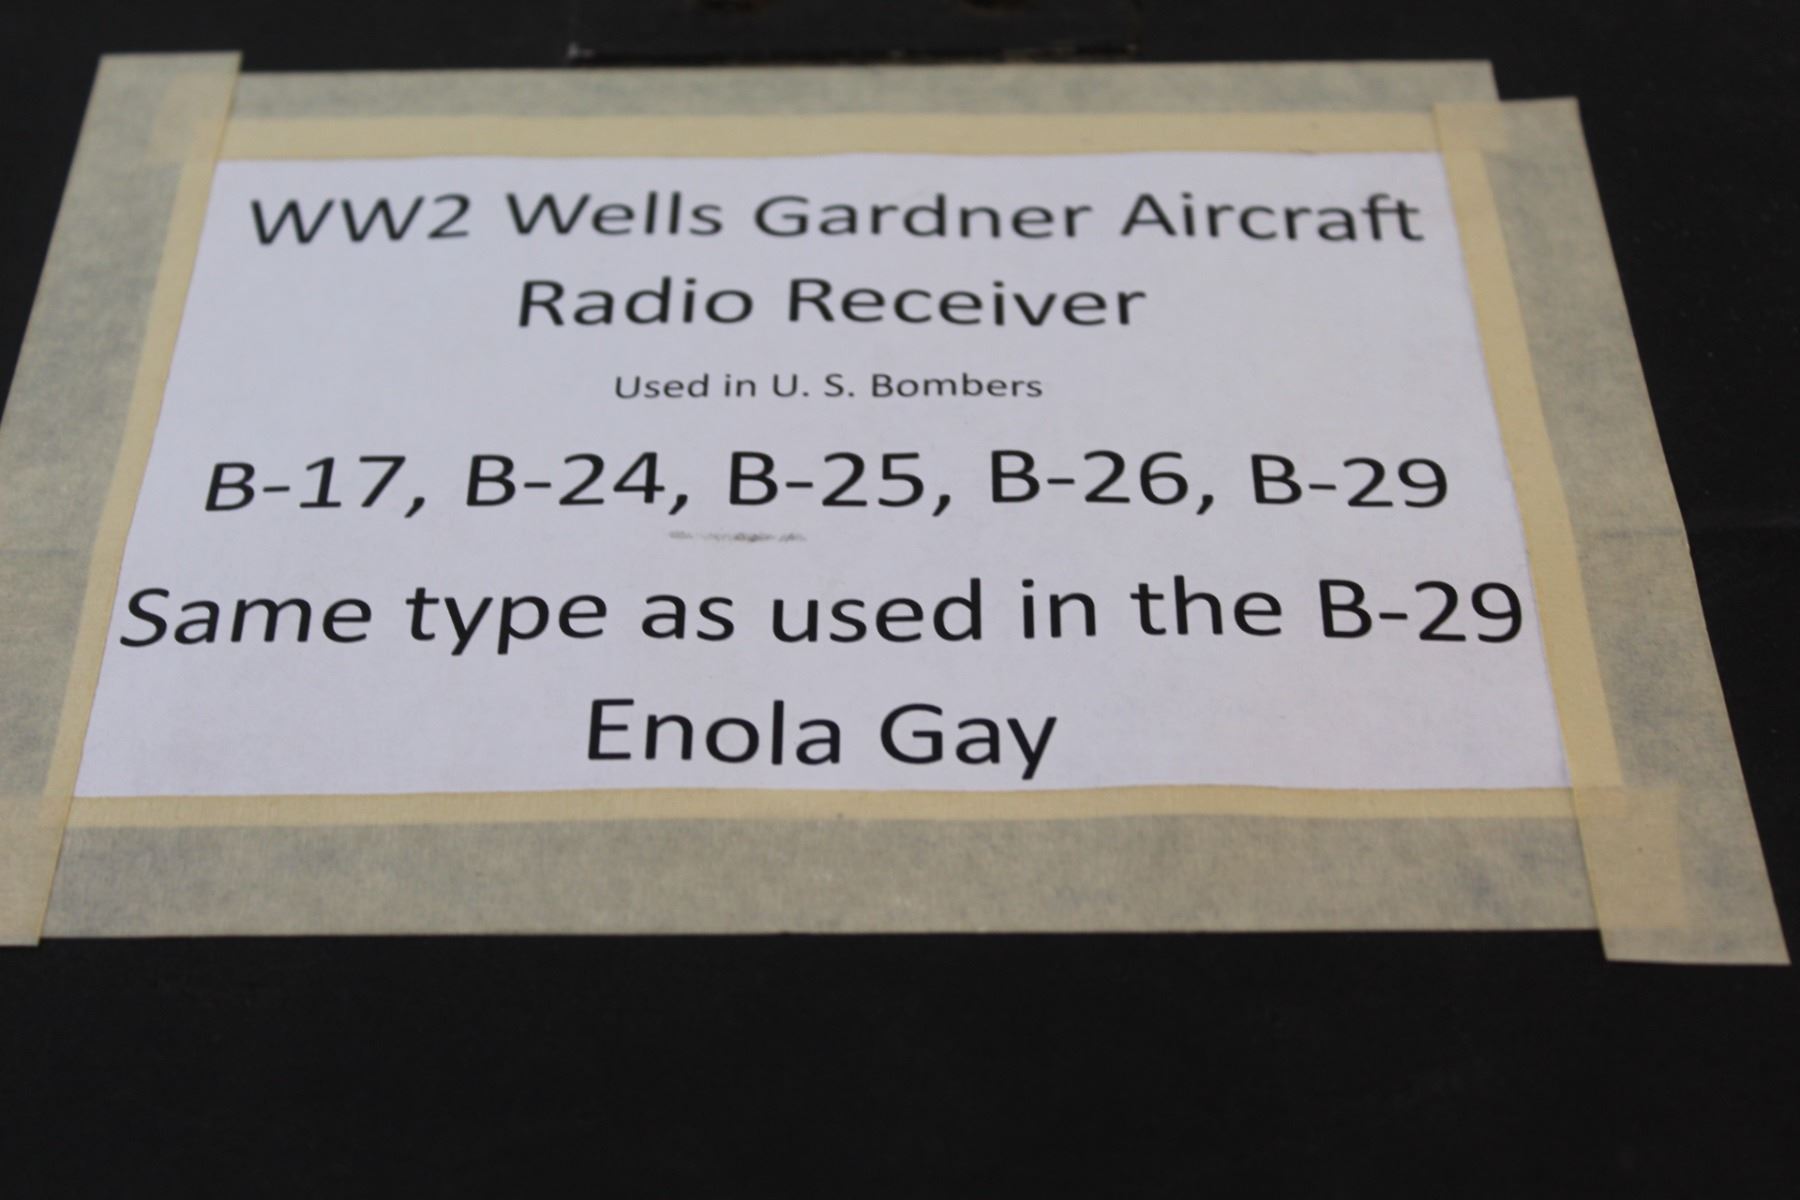 WW2 Wells Gardner Aircraft
Radio Receiver
Used in U. S. Bombers
B-17, B-24, B-25, B-26, B-29
Same type as used in the B-29
Enola Gay